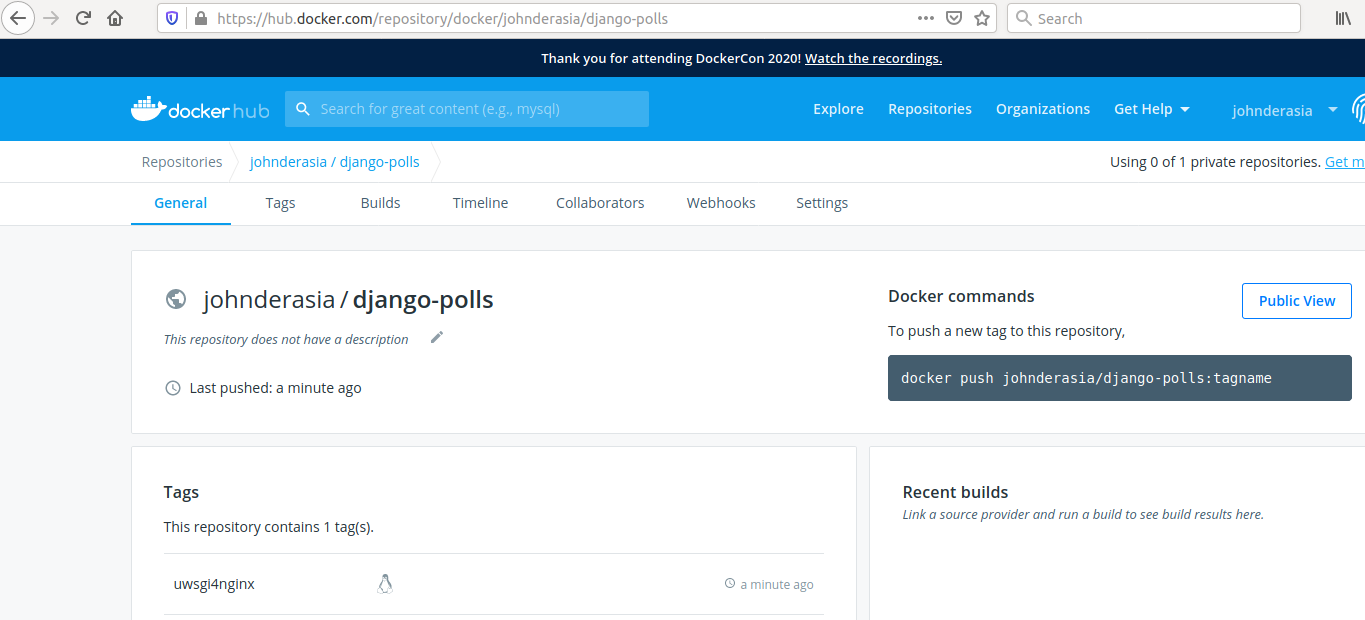 https://hub.docker.com/repository/docker/johnderasia/django-polls
Search
Thank you for attending DockerCon 2020! Watch the recordings.
docker hub
Search for great content (e.g., mysql)
Explore
Repositories
Organizations
Get Help
johnderasia
Repositories
johnderasia / django-polls
Using 0 of 1 private repositories. Get m
General
Tags
Builds
Timeline
Collaborators
Webhooks
Settings
johnderasia / django-polls
This repository does not have a description
Last pushed: a minute ago
Docker commands
Public View
To push a new tag to this repository,
docker push johnderasia/django-polls:tagname
Tags
This repository contains 1 tag(s).
uwsgi4nginx
a minute ago
Recent builds
Link a source provider and run a build to see build results here.